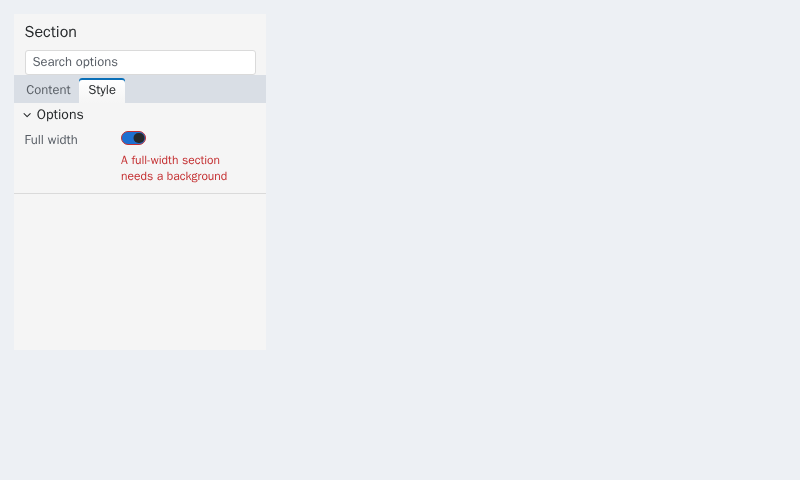 Section
Search options
Content Style
Options
Full width
A full-width section
needs a background